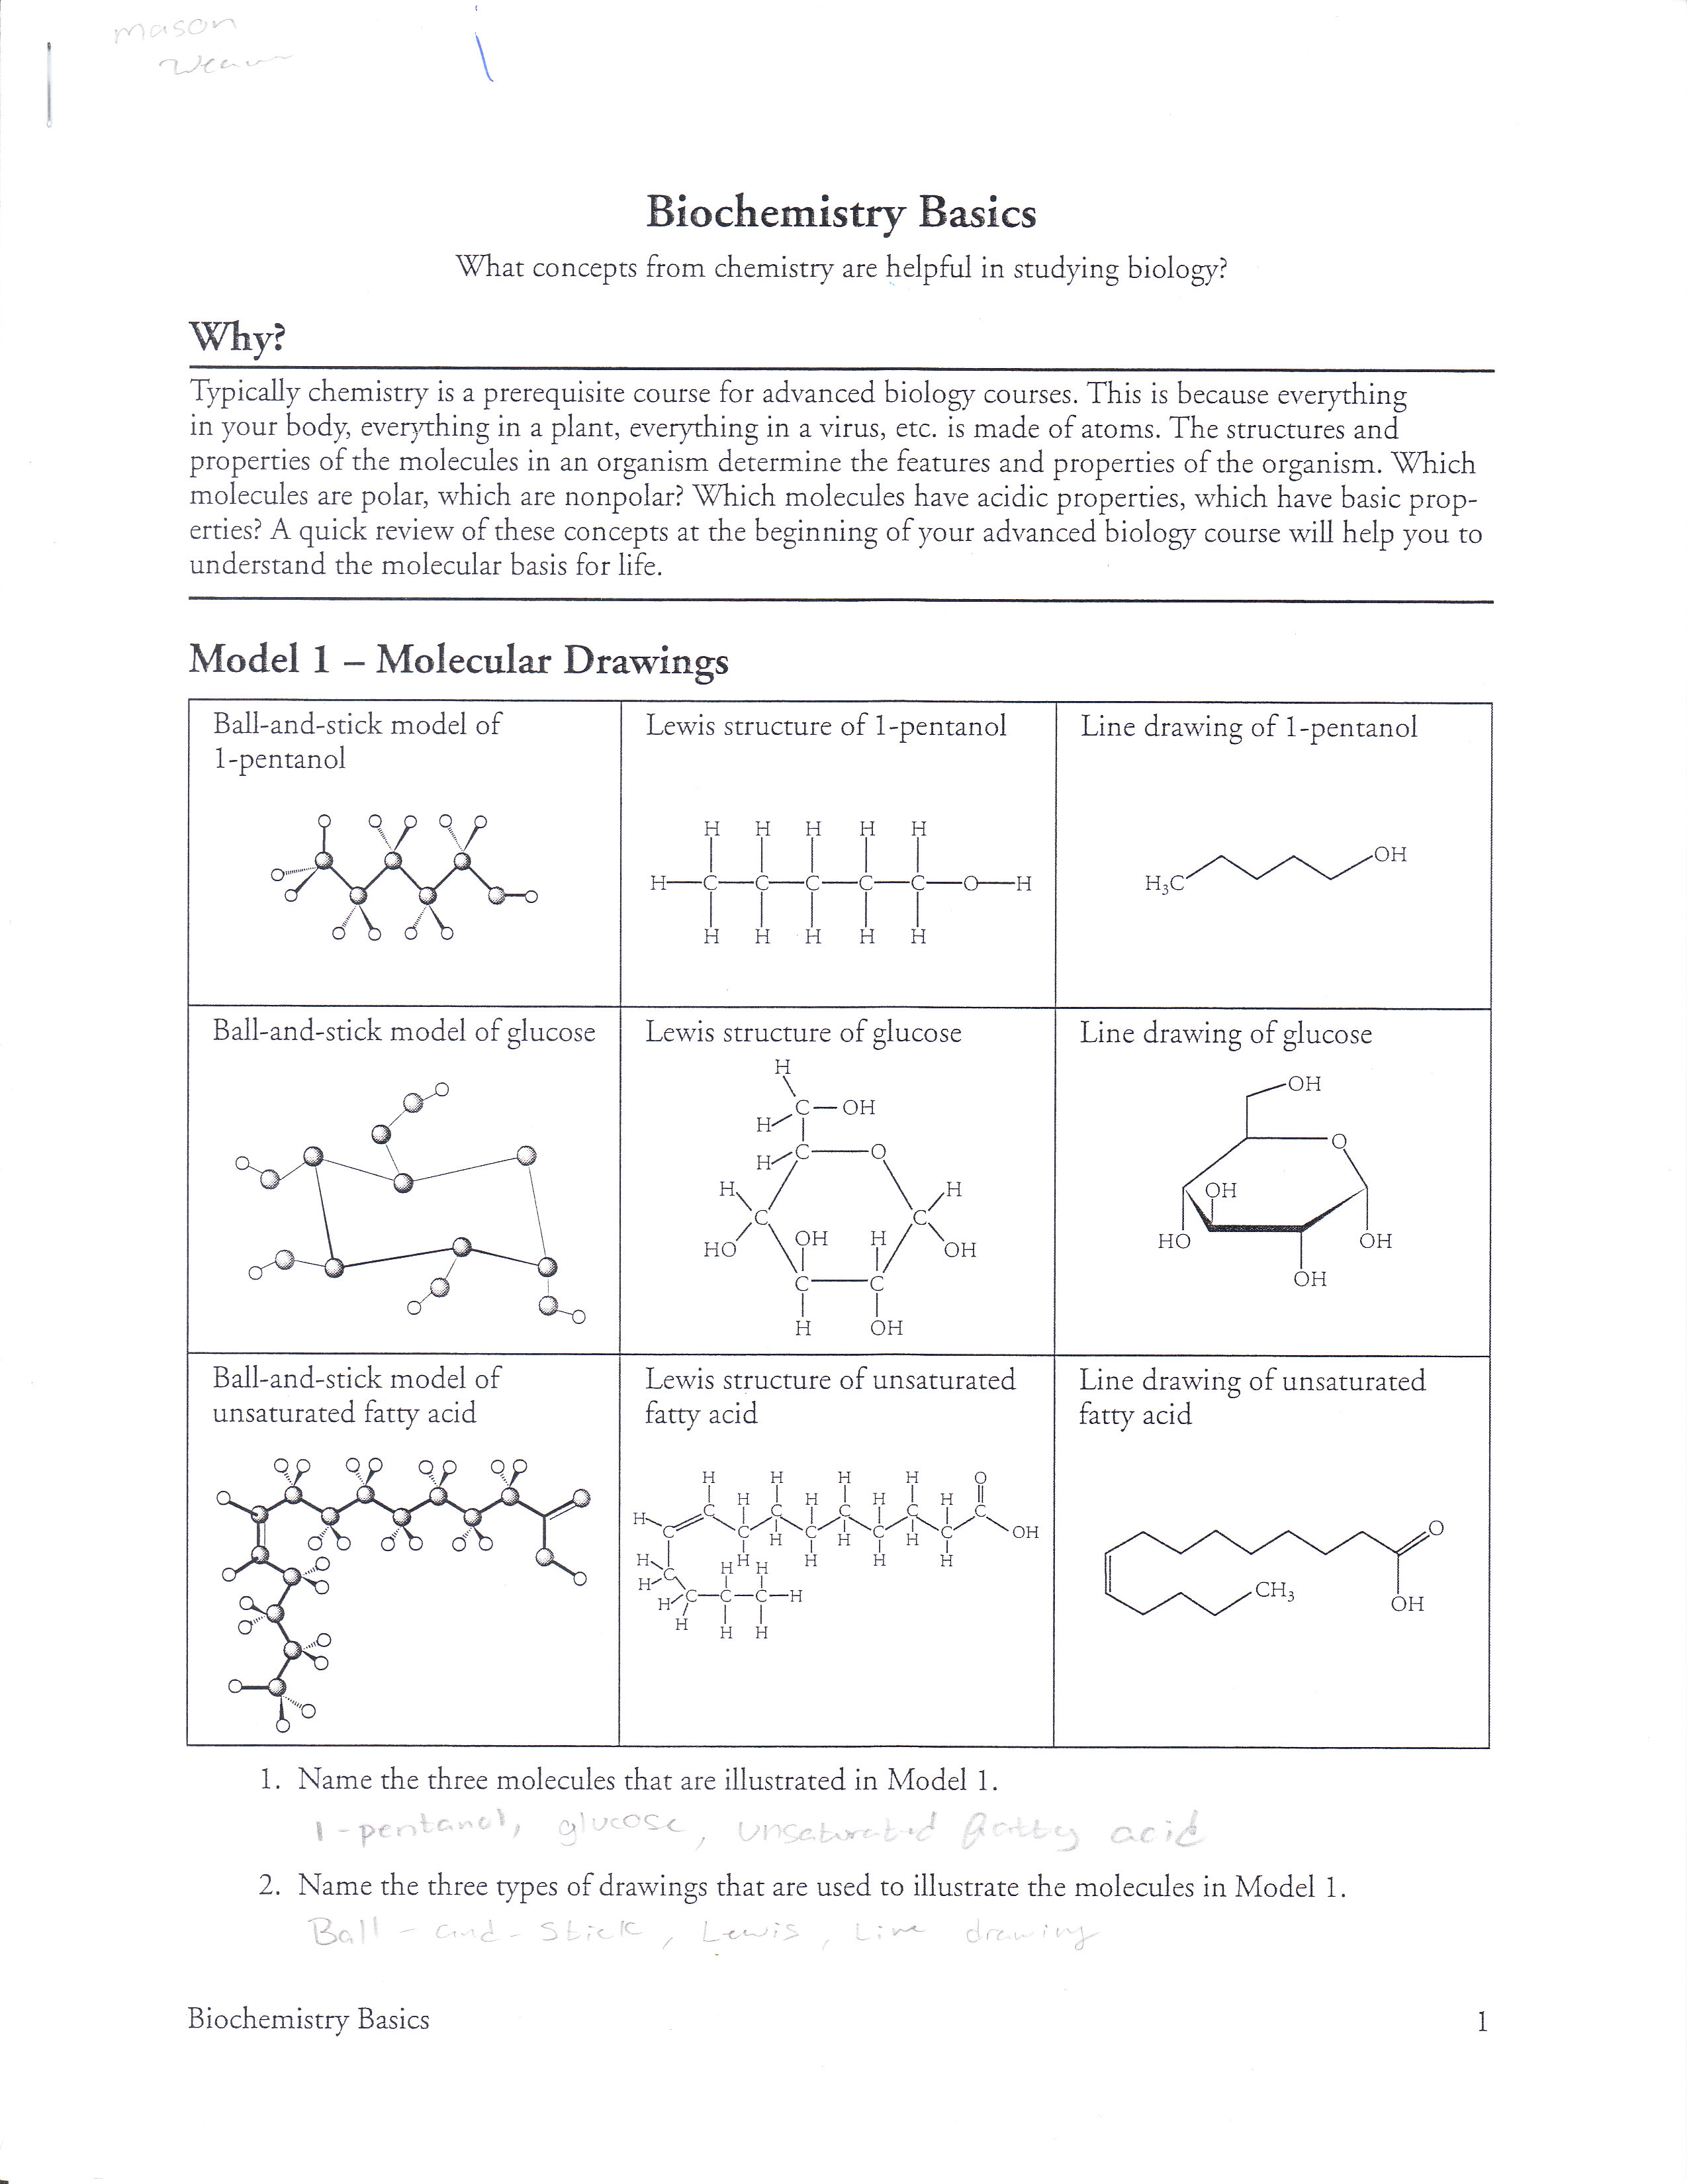 mason
Biochemistry Basics
What concepts from chemistry are helpful in studying biology?
Why?
Typically chemistry is a prerequisite course for advanced biology courses. This is because everything
in your body, everything in a plant, everything in a virus, etc. is made of atoms. The structures and
properties of the molecules in an organism determine the features and properties of the organism. Which
molecules are polar, which are nonpolar? Which molecules have acidic properties, which have basic prop-
erties? A quick review of these concepts at the beginning of your advanced biology course will help you to
understand the molecular basis for life.
Model 1 – Molecular Drawings
Ball-and-stick model of
1-pentanol
Lewis structure of 1-pentanol
H H H H H
H C C C C C O H
H H H H H
Line drawing of 1-pentanol
OH
H₃C
Ball-and-stick model of glucose
Lewis structure of glucose
H
C OH
H
H C O
H H
C C
HO OH H OH
C C
H OH
Line drawing of glucose
OH
O
OH
HO OH
OH
Ball-and-stick model of
unsaturated fatty acid
Lewis structure of unsaturated
fatty acid
H H H H O
H H H H
H C C C C C
C C C C C OH
H H H H
H H H H H
C H H
H
H C C C H
H H H
Line drawing of unsaturated
fatty acid
O
CH₃
OH
1. Name the three molecules that are illustrated in Model 1.
1-pentanol, glucose, unsaturated fatty acid
2. Name the three types of drawings that are used to illustrate the molecules in Model 1.
Ball-and-stick, Lewis, Line drawing
Biochemistry Basics 1